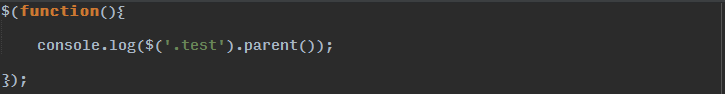 $(function(){
console.log($('.test').parent());
});